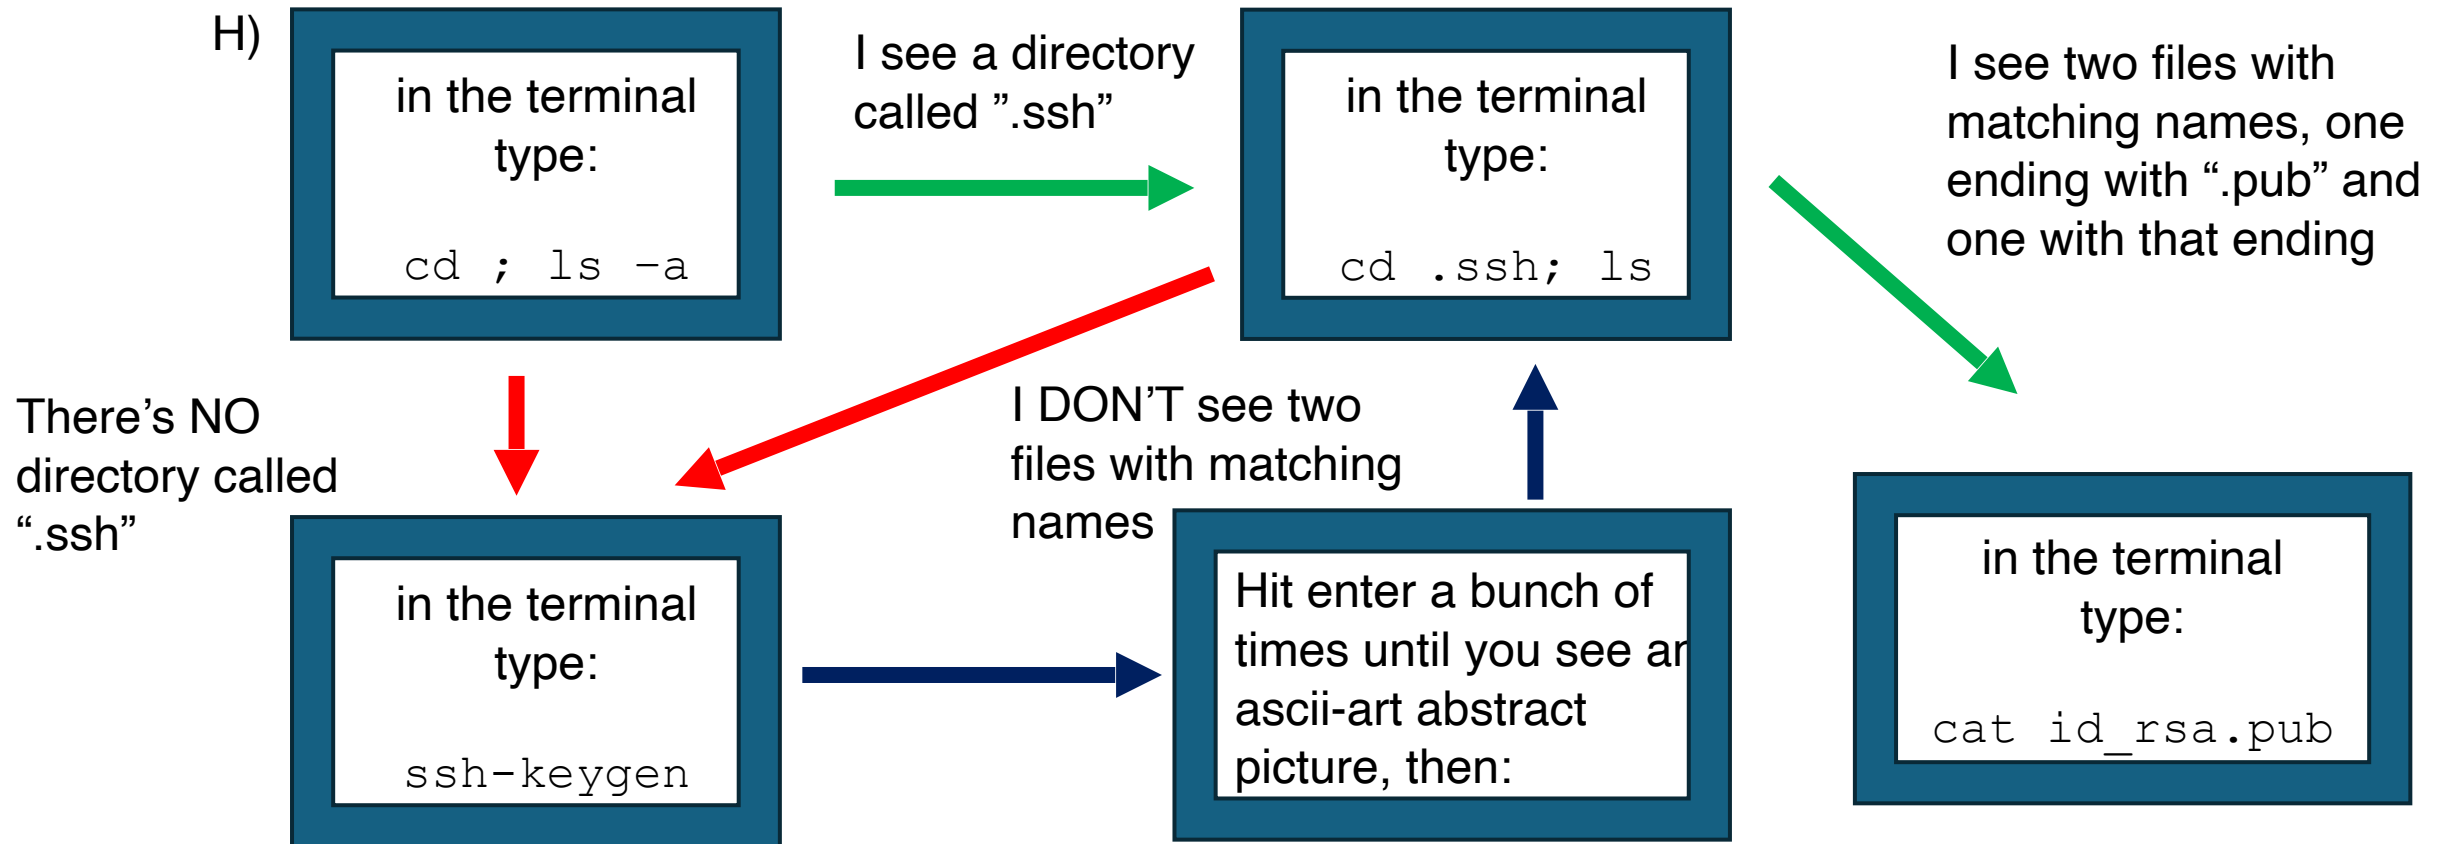 H)
in the terminal
type:
cd ; ls –a
I see a directory
called ”.ssh”
in the terminal
type:
cd .ssh; ls
I see two files with
matching names, one
ending with “.pub” and
one with that ending
There’s NO
directory called
“.ssh”
I DON’T see two
files with matching
names
in the terminal
type:
ssh-keygen
Hit enter a bunch of
times until you see an
ascii-art abstract
picture, then:
in the terminal
type:
cat id_rsa.pub